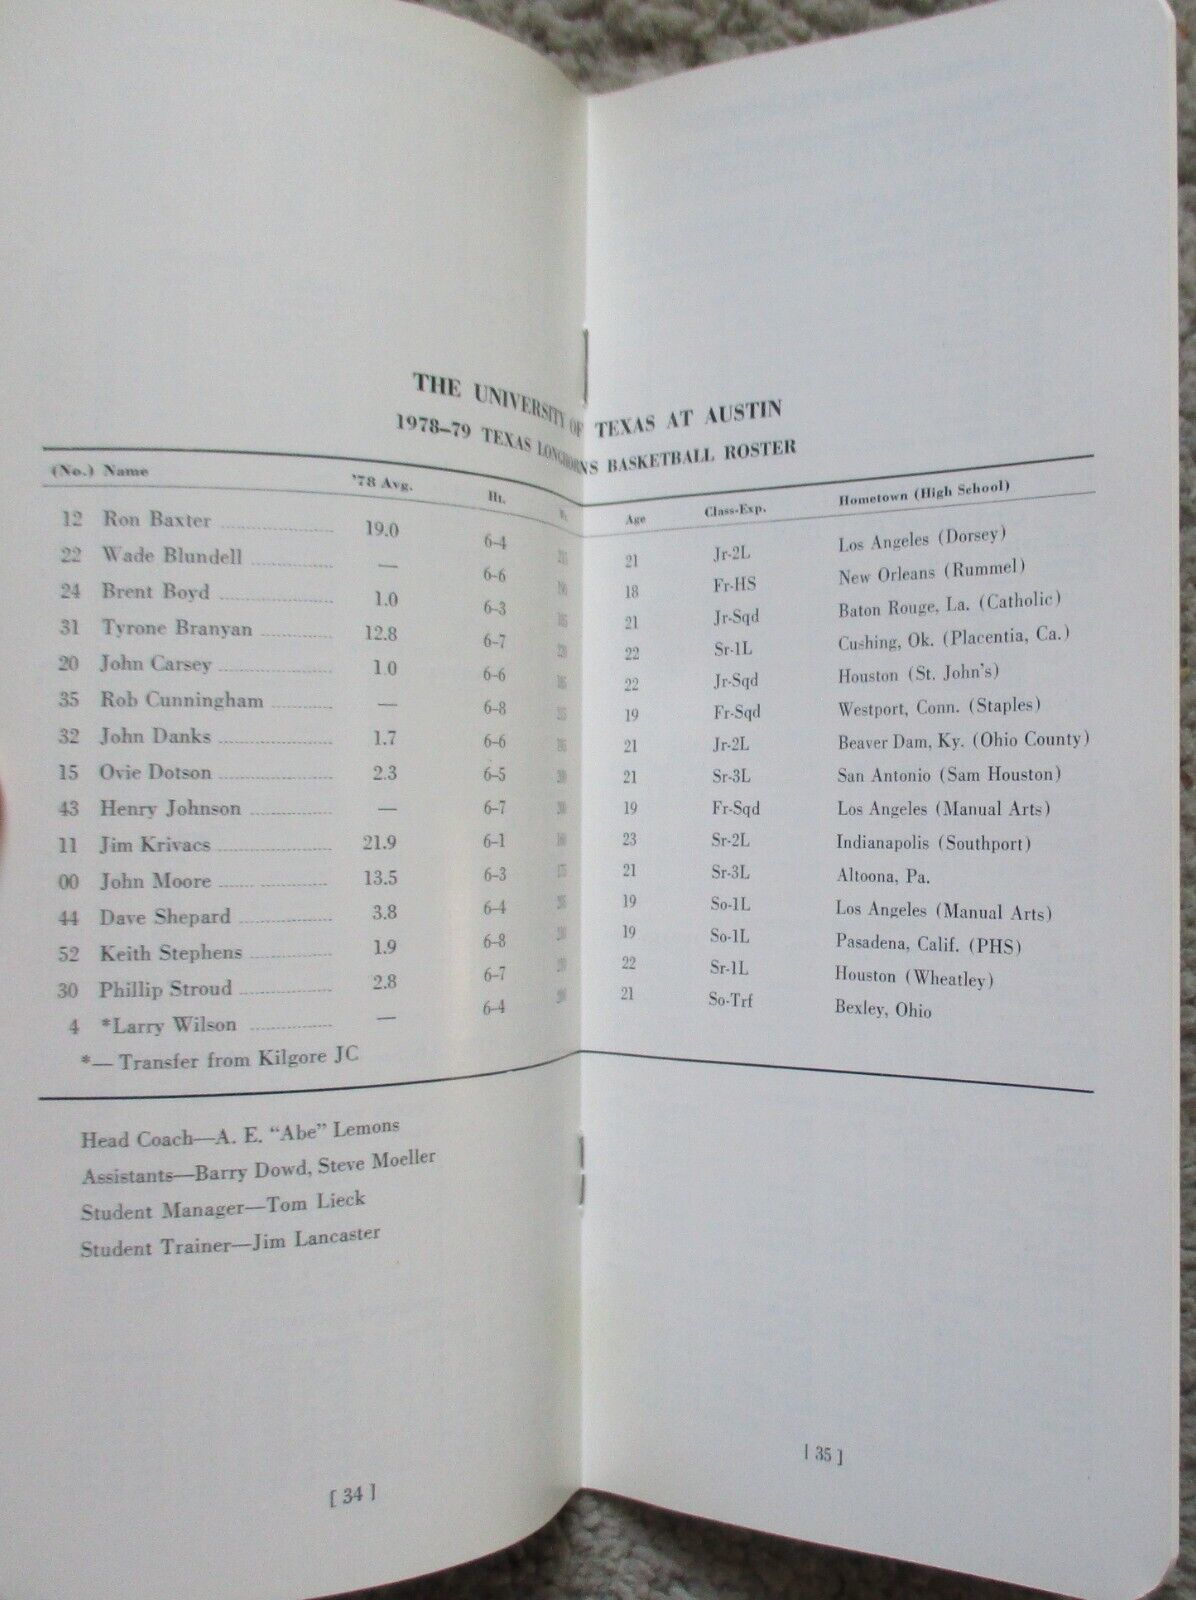 THE UNIVERSITY OF TEXAS AT AUSTIN
1978–79 TEXAS LONGHORNS BASKETBALL ROSTER
(No.) Name '78 Avg. Ht. Age Class-Exp. Hometown (High School)
12 Ron Baxter 19.0 6–4 21 Jr-2L Los Angeles (Dorsey)
22 Wade Blundell — 6–6 18 Fr-HS New Orleans (Rummel)
24 Brent Boyd 1.0 6–3 21 Jr-Sqd Baton Rouge, La. (Catholic)
31 Tyrone Branyan 12.8 6–7 22 Sr-1L Cushing, Ok. (Placentia, Ca.)
20 John Carsey 1.0 6–6 22 Jr-Sqd Houston (St. John's)
35 Rob Cunningham — 6–8 19 Fr-Sqd Westport, Conn. (Staples)
32 John Danks 1.7 6–6 21 Jr-2L Beaver Dam, Ky. (Ohio County)
15 Ovie Dotson 2.3 6–5 21 Sr-3L San Antonio (Sam Houston)
43 Henry Johnson — 6–7 19 Fr-Sqd Los Angeles (Manual Arts)
11 Jim Krivacs 21.9 6–1 23 Sr-2L Indianapolis (Southport)
00 John Moore 13.5 6–3 21 Sr-3L Altoona, Pa.
44 Dave Shepard 3.8 6–4 19 So-1L Los Angeles (Manual Arts)
52 Keith Stephens 1.9 6–8 19 So-1L Pasadena, Calif. (PHS)
30 Phillip Stroud 2.8 6–7 22 Sr-1L Houston (Wheatley)
4 *Larry Wilson — 6–4 21 So-Trf Bexley, Ohio
*— Transfer from Kilgore JC
Head Coach—A. E. “Abe” Lemons
Assistants—Barry Dowd, Steve Moeller
Student Manager—Tom Lieck
Student Trainer—Jim Lancaster
[ 34 ]
[ 35 ]